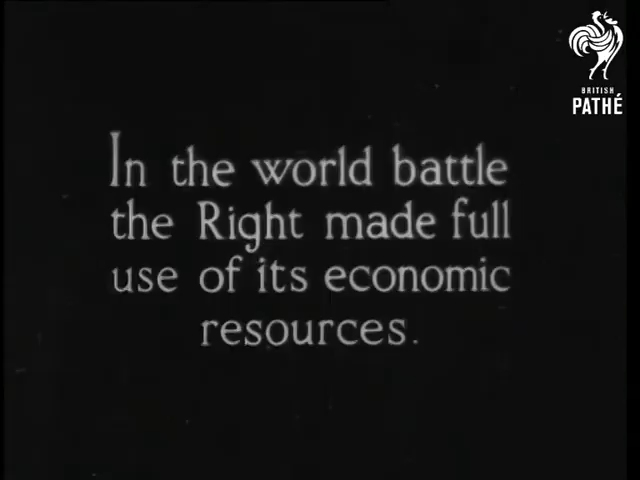 BRITISH
PATHÉ
In the world battle
the Right made full
use of its economic
resources.